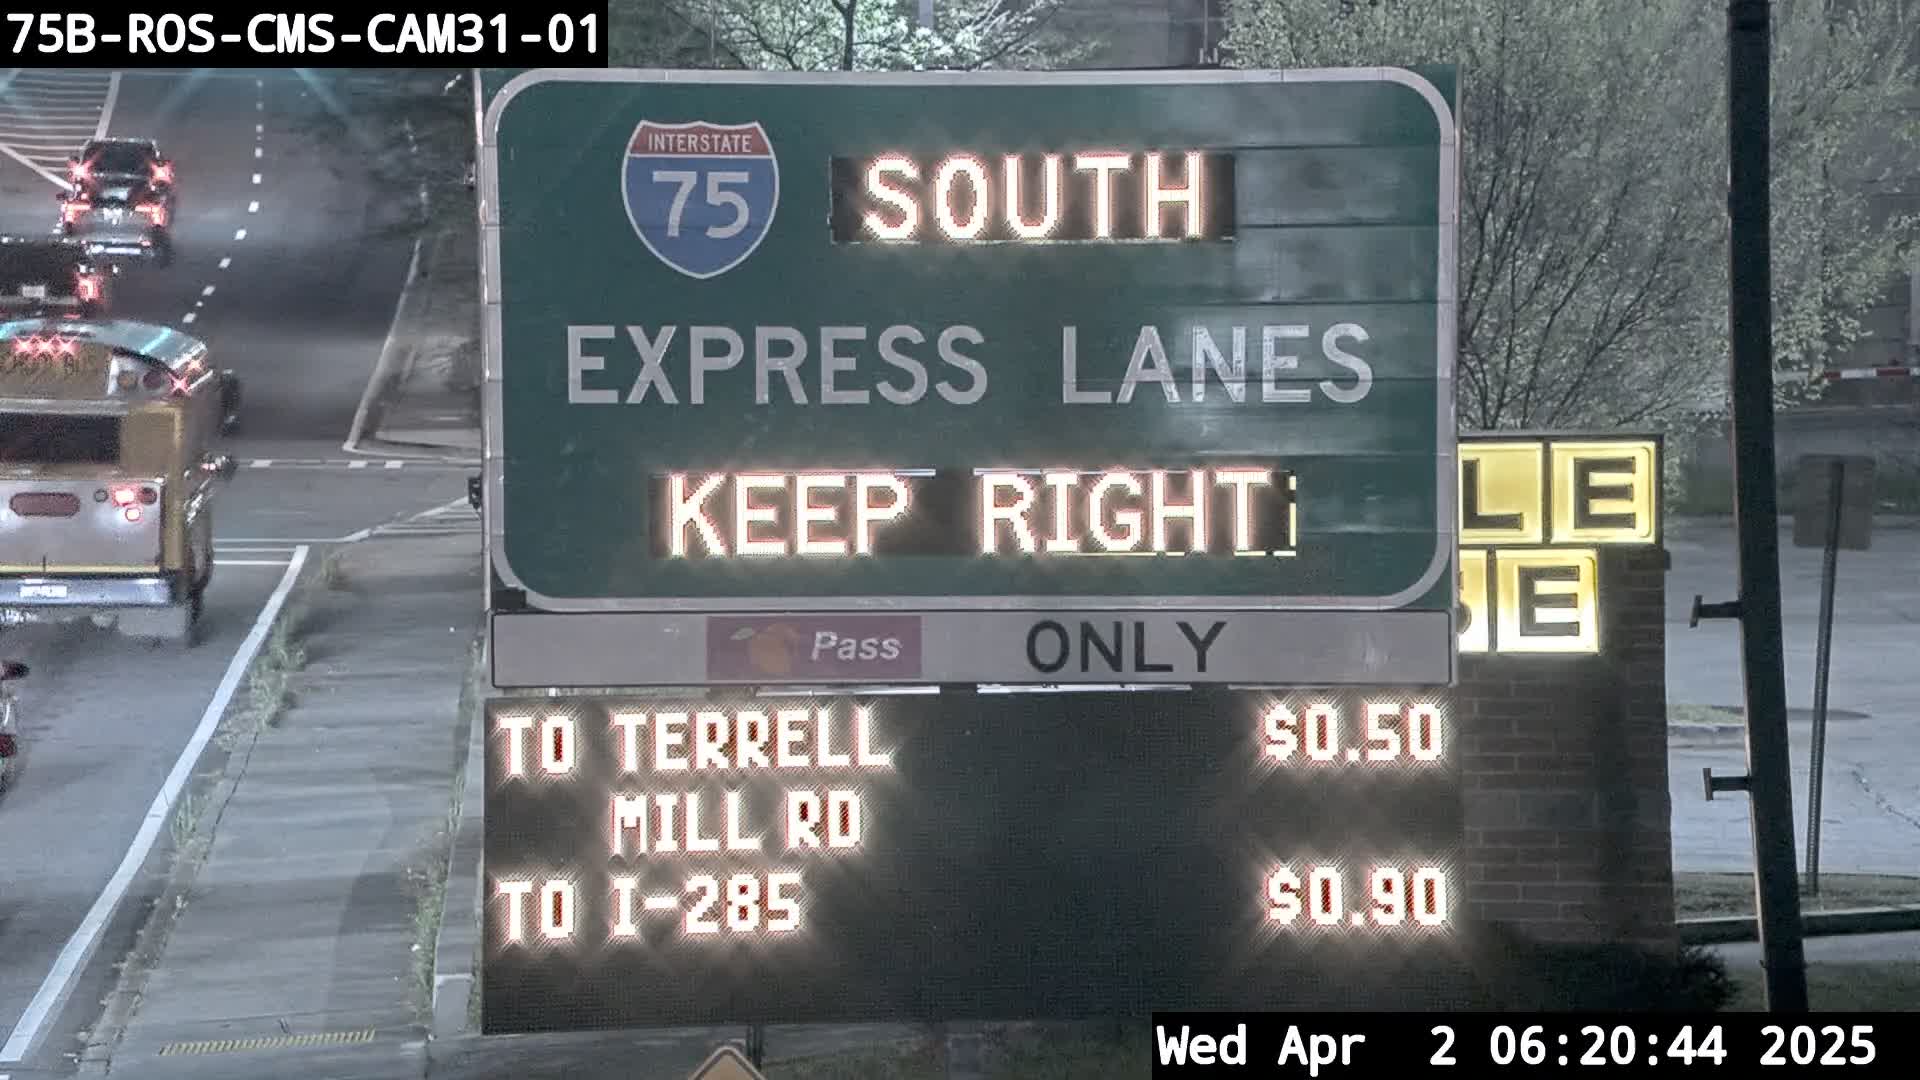 75B-ROS-CMS-CAM31-01
INTERSTATE
75
SOUTH
EXPRESS LANES
KEEP RIGHT
Pass ONLY
TO TERRELL $0.50
MILL RD
TO I-285 $0.90
LE
E
Wed Apr 2 06:20:44 2025